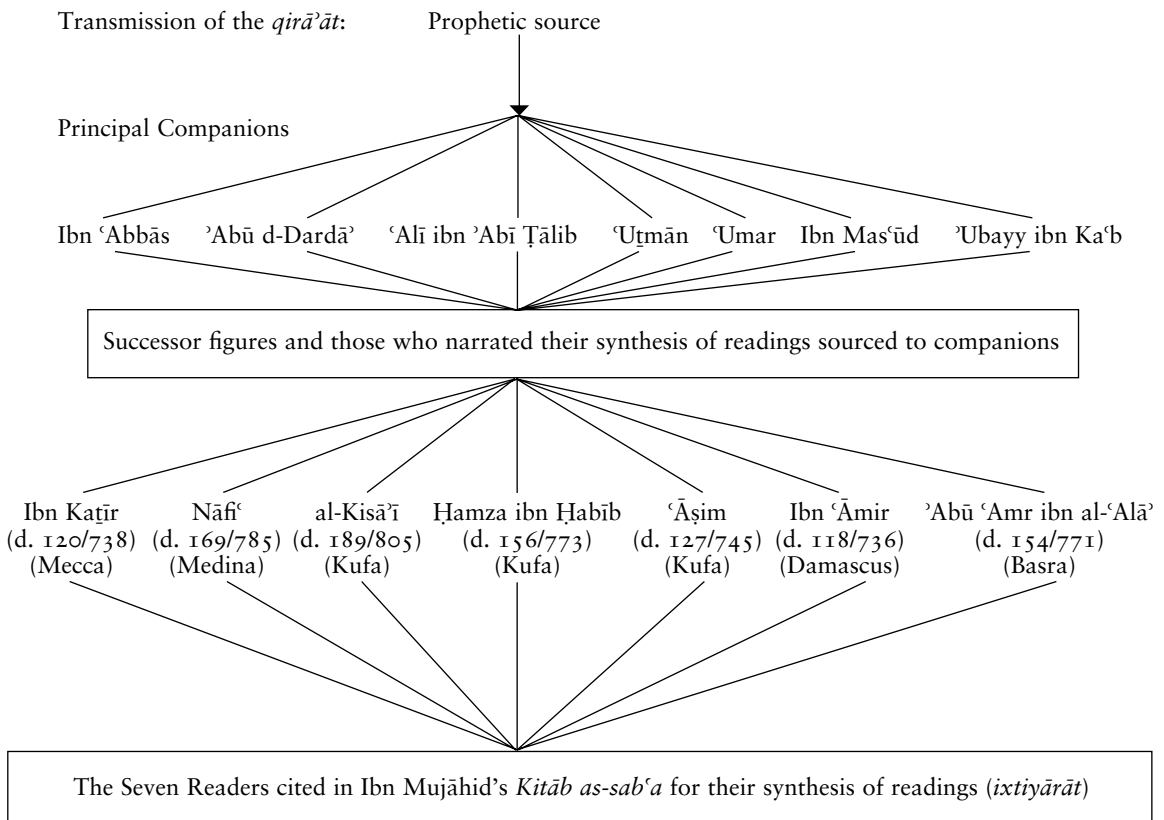 Transmission of the qirāʾāt: Prophetic source
Principal Companions
Ibn ʿAbbās ʾAbū d-Dardāʾ ʿAlī ibn ʾAbī Ṭālib ʿUṯmān ʿUmar Ibn Masʿūd ʾUbayy ibn Kaʿb
Successor figures and those who narrated their synthesis of readings sourced to companions
Ibn Kaṯīr Nāfiʿ al-Kisāʾī Ḥamza ibn Ḥabīb ʿĀṣim Ibn ʿĀmir ʾAbū ʿAmr ibn al-ʿAlāʾ
(d. 120/738) (d. 169/785) (d. 189/805) (d. 156/773) (d. 127/745) (d. 118/736) (d. 154/771)
(Mecca) (Medina) (Kufa) (Kufa) (Kufa) (Damascus) (Basra)
The Seven Readers cited in Ibn Mujāhid’s Kitāb as-sabʿa for their synthesis of readings (ixtiyārāt)